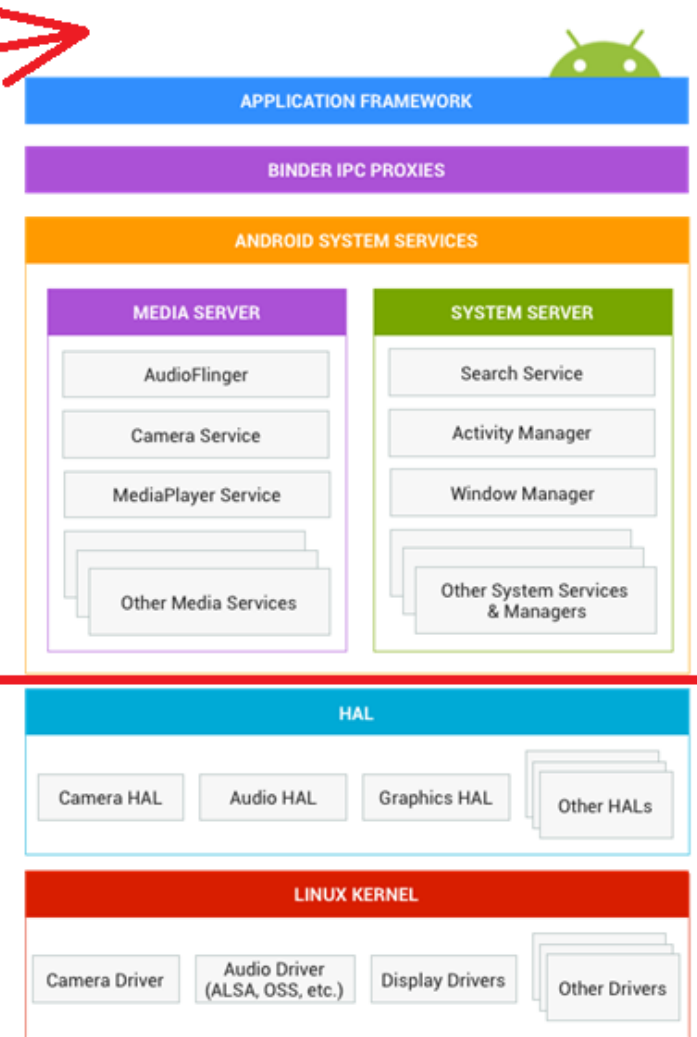 APPLICATION FRAMEWORK
BINDER IPC PROXIES
ANDROID SYSTEM SERVICES
MEDIA SERVER
AudioFlinger
Camera Service
MediaPlayer Service
Other Media Services
SYSTEM SERVER
Search Service
Activity Manager
Window Manager
Other System Services
& Managers
HAL
Camera HAL
Audio HAL
Graphics HAL
Other HALs
LINUX KERNEL
Camera Driver
Audio Driver
(ALSA, OSS, etc.)
Display Drivers
Other Drivers